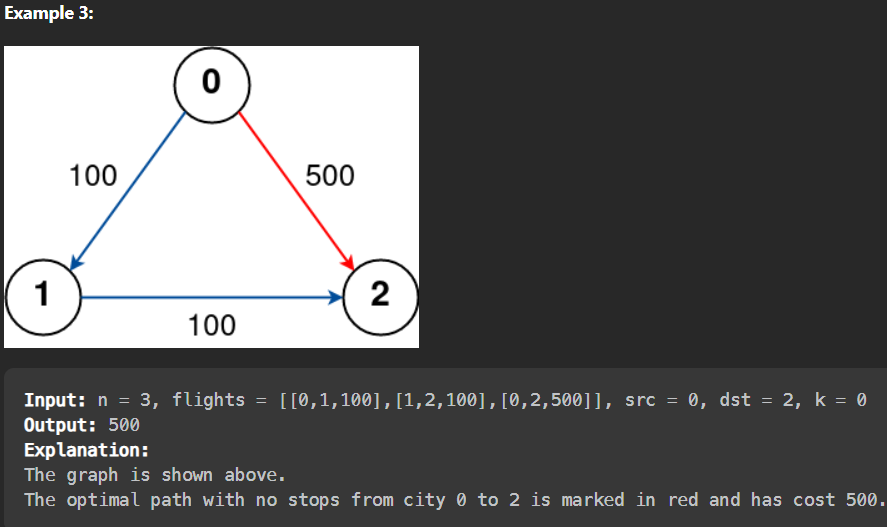 Example 3:
0
100
500
1
2
100
Input: n = 3, flights = [[0,1,100],[1,2,100],[0,2,500]], src = 0, dst = 2, k = 0
Output: 500
Explanation:
The graph is shown above.
The optimal path with no stops from city 0 to 2 is marked in red and has cost 500.